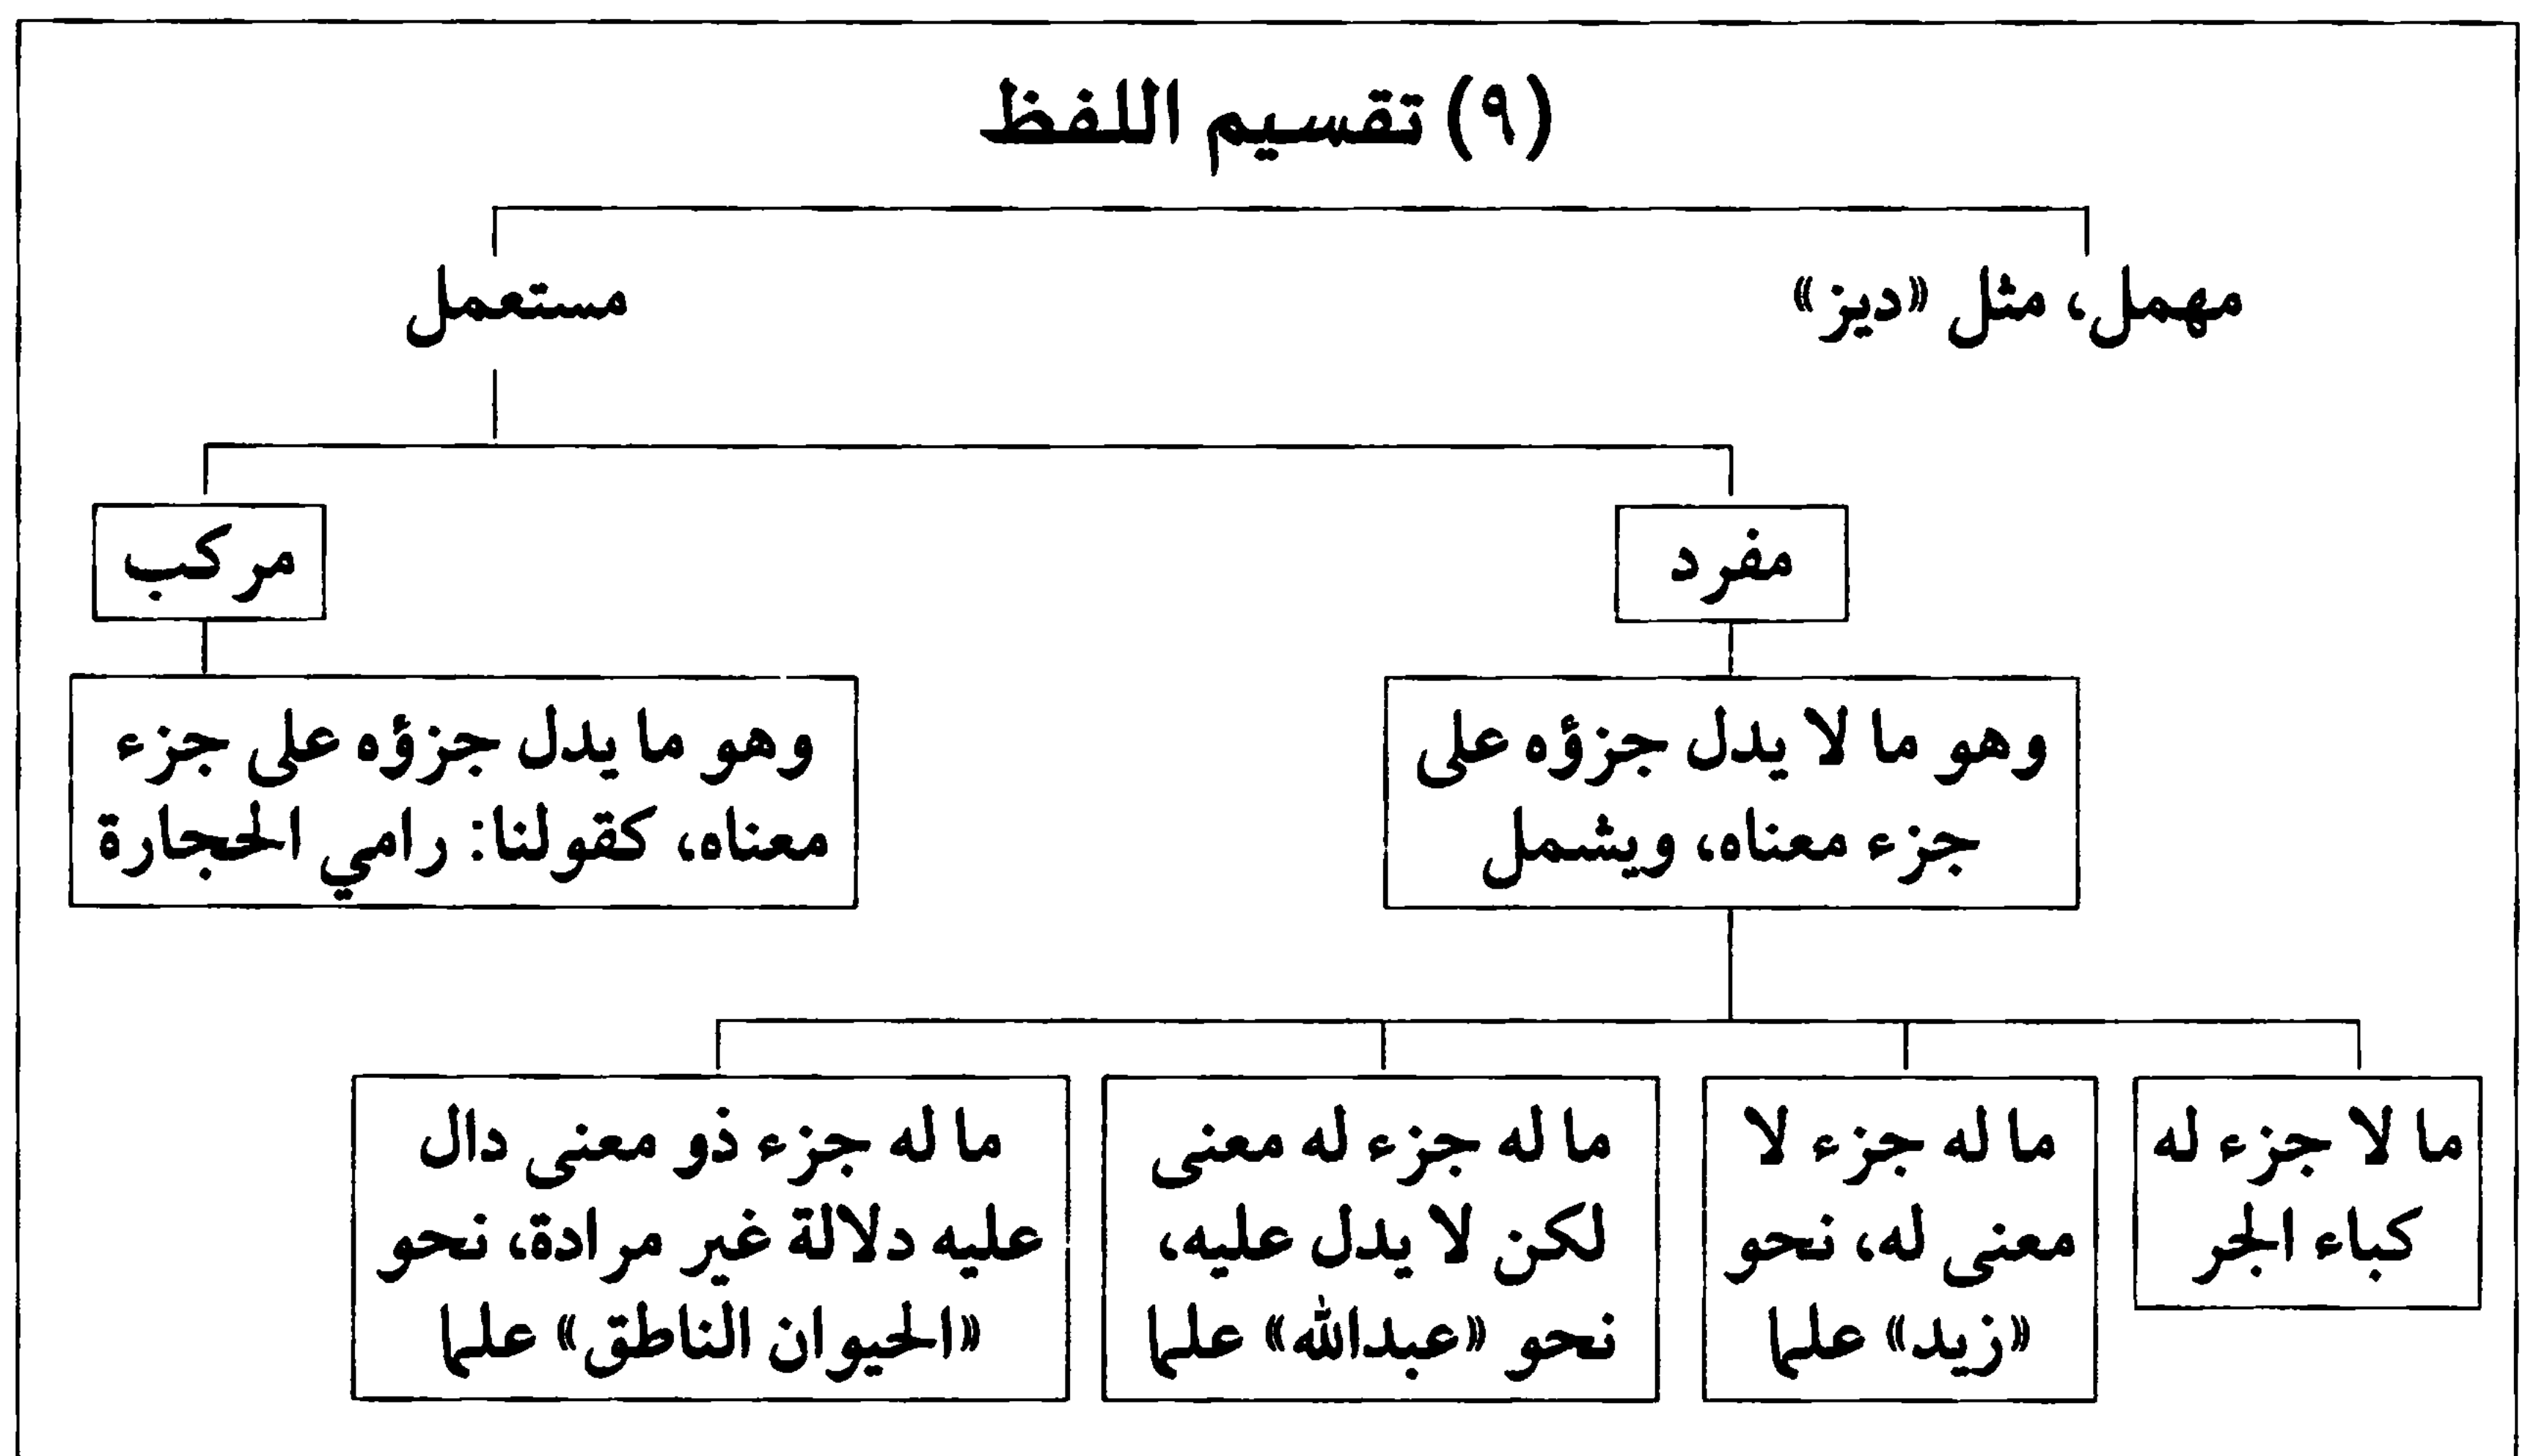 (٩) تقسيم اللفظ
مهمل، مثل «ديز»
مستعمل
مفرد
مركب
وهو ما لا يدل جزؤه على
جزء معناه، ويشمل
وهو ما يدل جزؤه على جزء
معناه، كقولنا: رامي الحجارة
ما لا جزء له
كباء الجر
ما له جزء لا
معنى له، نحو
«زيد» علما
ما له جزء له معنى
لكن لا يدل عليه،
نحو «عبدالله» علما
ما له جزء ذو معنى دال
عليه دلالة غير مرادة، نحو
«الحيوان الناطق» علما